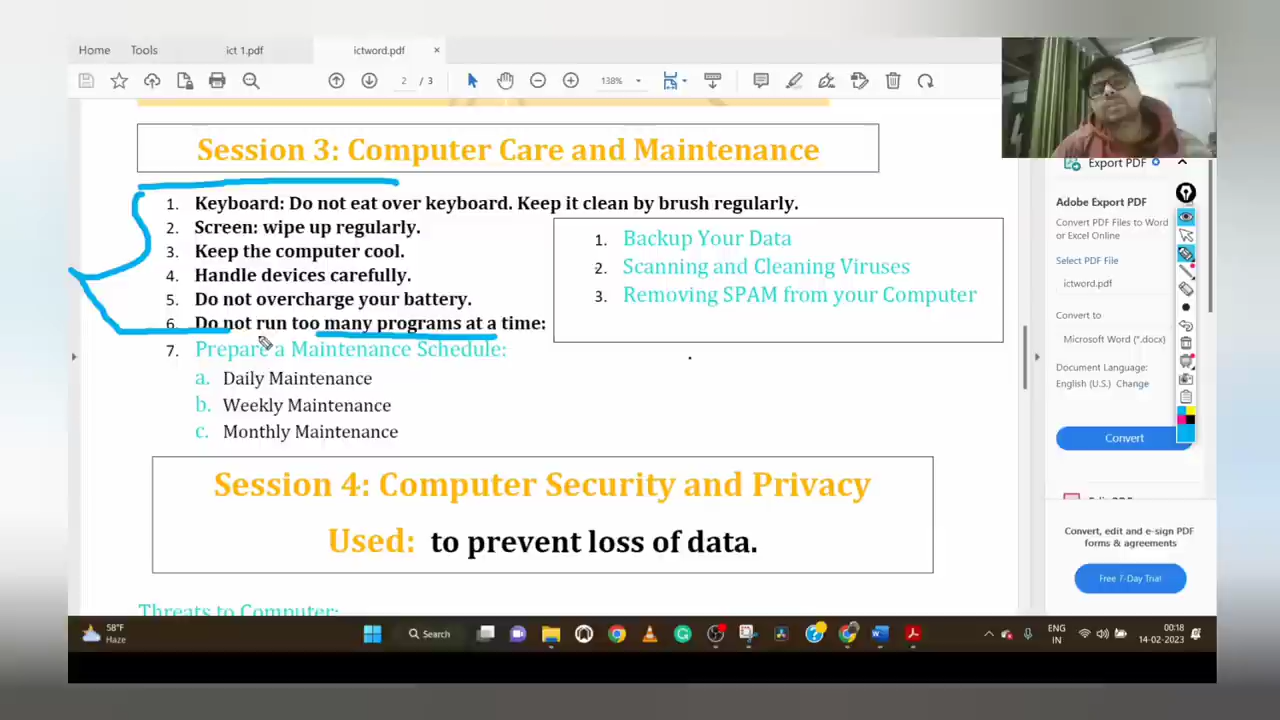 Home Tools ict 1.pdf ictword.pdf ×
2 / 3 138%
Session 3: Computer Care and Maintenance
1. Keyboard: Do not eat over keyboard. Keep it clean by brush regularly.
2. Screen: wipe up regularly.
3. Keep the computer cool.
4. Handle devices carefully.
5. Do not overcharge your battery.
6. Do not run too many programs at a time:
7. Prepare a Maintenance Schedule:
a. Daily Maintenance
b. Weekly Maintenance
c. Monthly Maintenance
1. Backup Your Data
2. Scanning and Cleaning Viruses
3. Removing SPAM from your Computer
.
Session 4: Computer Security and Privacy
Used: to prevent loss of data.
Threats to Computer:
Export PDF
Adobe Export PDF
Convert PDF Files to Word
or Excel Online
Select PDF File
ictword.pdf
Convert to
Microsoft Word (*.docx)
Document Language:
English (U.S.) Change
Convert
Convert, edit and e-sign PDF
forms & agreements
Free 7-Day Trial
58°F
Haze
Search
ENG
IN
00:18
14-02-2023